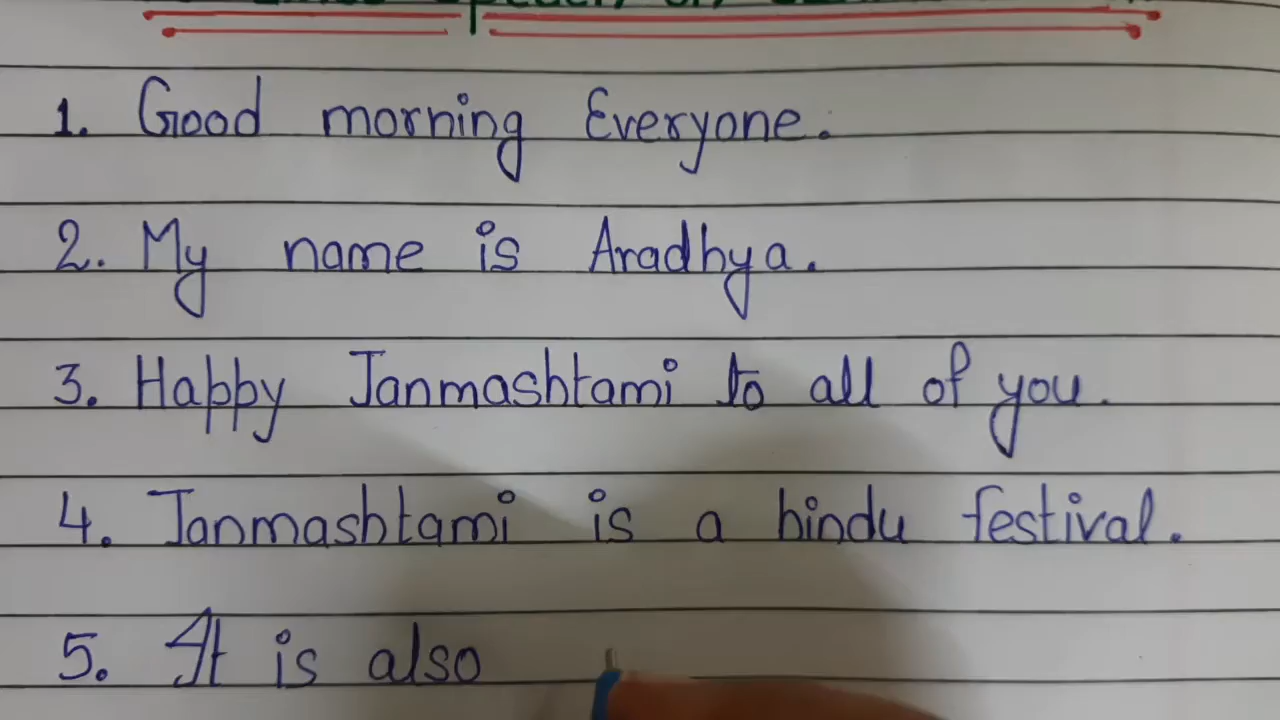 1. Good morning Everyone.
2. My name is Aradhya.
3. Happy Janmashtami to all of you.
4. Janmashtami is a hindu festival.
5. It is also